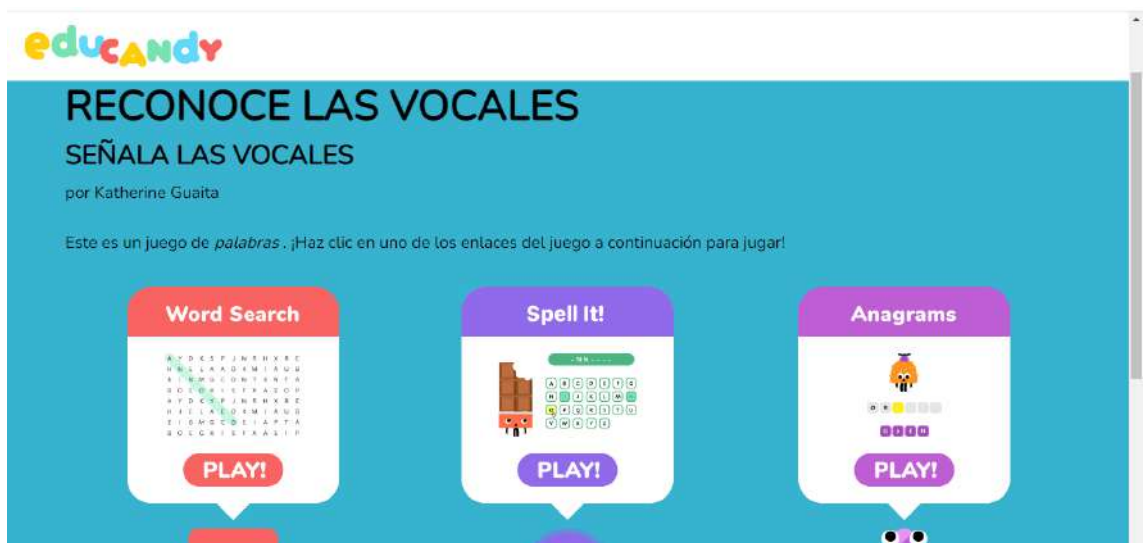 educandy
RECONOCE LAS VOCALES
SEÑALA LAS VOCALES
por Katherine Guaita
Este es un juego de palabras . ¡Haz clic en uno de los enlaces del juego a continuación para jugar!
Word Search
Spell It!
Anagrams
PLAY!
PLAY!
PLAY!